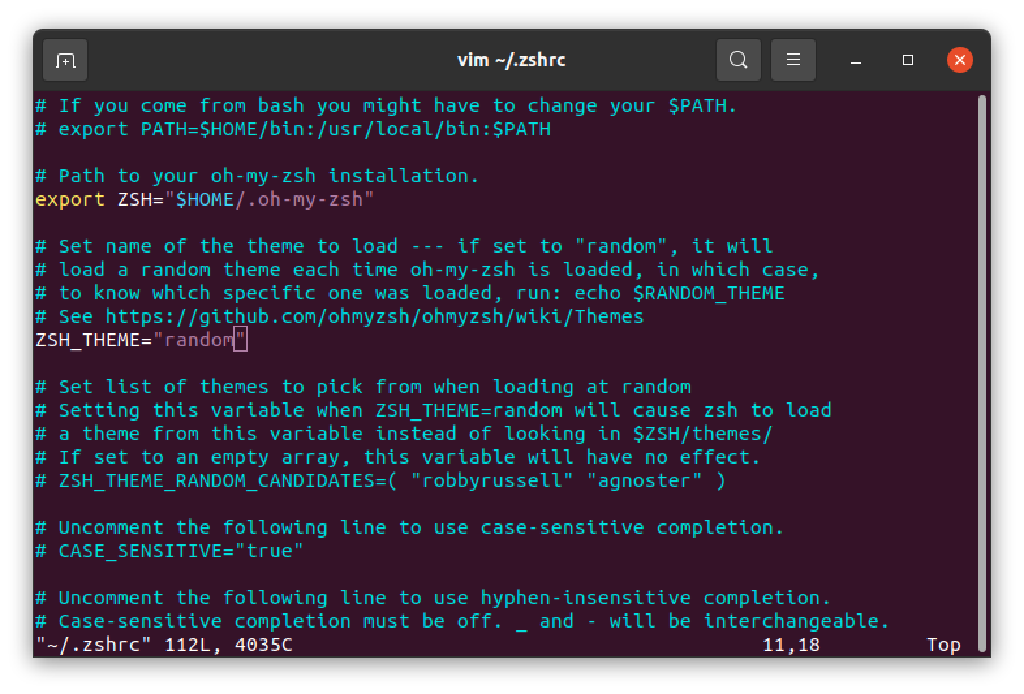 vim ~/.zshrc
# If you come from bash you might have to change your $PATH.
# export PATH=$HOME/bin:/usr/local/bin:$PATH
# Path to your oh-my-zsh installation.
export ZSH="$HOME/.oh-my-zsh"
# Set name of the theme to load --- if set to "random", it will
# load a random theme each time oh-my-zsh is loaded, in which case,
# to know which specific one was loaded, run: echo $RANDOM_THEME
# See https://github.com/ohmyzsh/ohmyzsh/wiki/Themes
ZSH_THEME="random"
# Set list of themes to pick from when loading at random
# Setting this variable when ZSH_THEME=random will cause zsh to load
# a theme from this variable instead of looking in $ZSH/themes/
# If set to an empty array, this variable will have no effect.
# ZSH_THEME_RANDOM_CANDIDATES=( "robbyrussell" "agnoster" )
# Uncomment the following line to use case-sensitive completion.
# CASE_SENSITIVE="true"
# Uncomment the following line to use hyphen-insensitive completion.
# Case-sensitive completion must be off. _ and - will be interchangeable.
"~/.zshrc" 112L, 4035C 11,18 Top